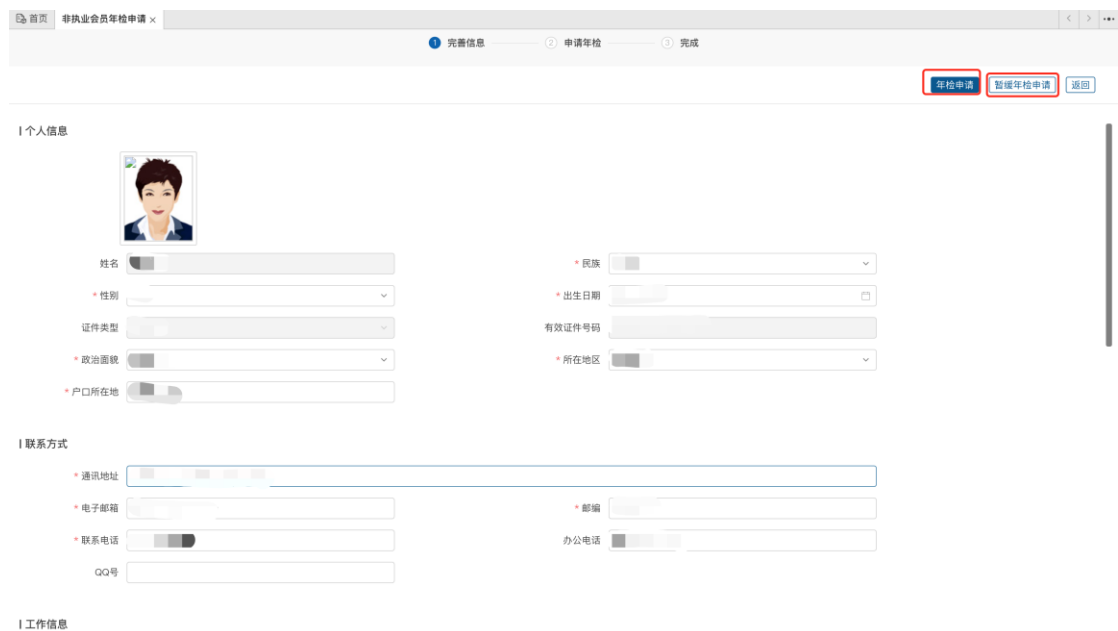 首页 非执业会员年检申请 ×
1 完善信息 2 申请年检 3 完成
年检申请 暂缓年检申请 返回
个人信息
姓名 * 民族
* 性别 * 出生日期
证件类型 有效证件号码
* 政治面貌 * 所在地区
* 户口所在地
联系方式
* 通讯地址
* 电子邮箱 * 邮编
* 联系电话 办公电话
QQ号
工作信息